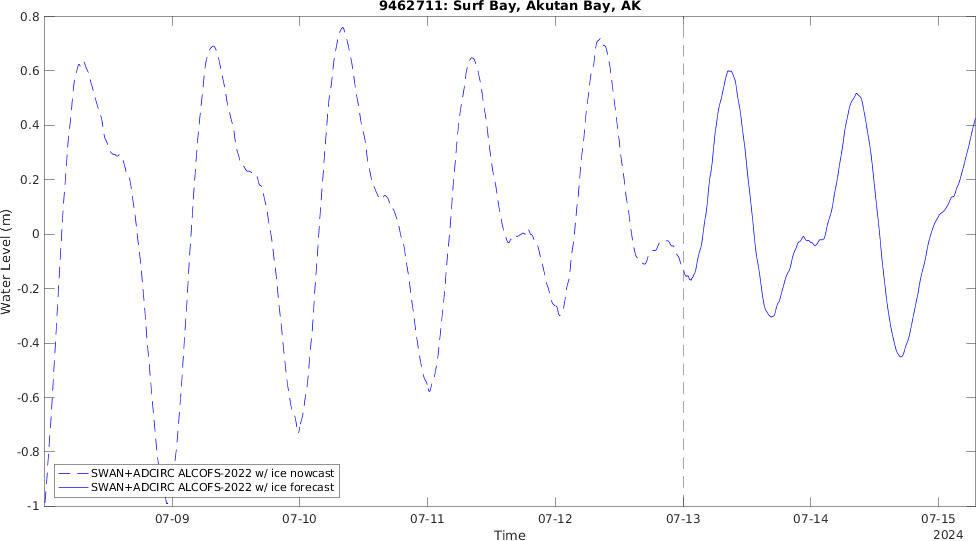 9462711: Surf Bay, Akutan Bay, AK
Water Level (m)
0.8
0.6
0.4
0.2
0
-0.2
-0.4
-0.6
-0.8
-1
SWAN+ADCIRC ALCOFS-2022 w/ ice nowcast
SWAN+ADCIRC ALCOFS-2022 w/ ice forecast
07-09 07-10 07-11 07-12 07-13 07-14 07-15
Time
2024